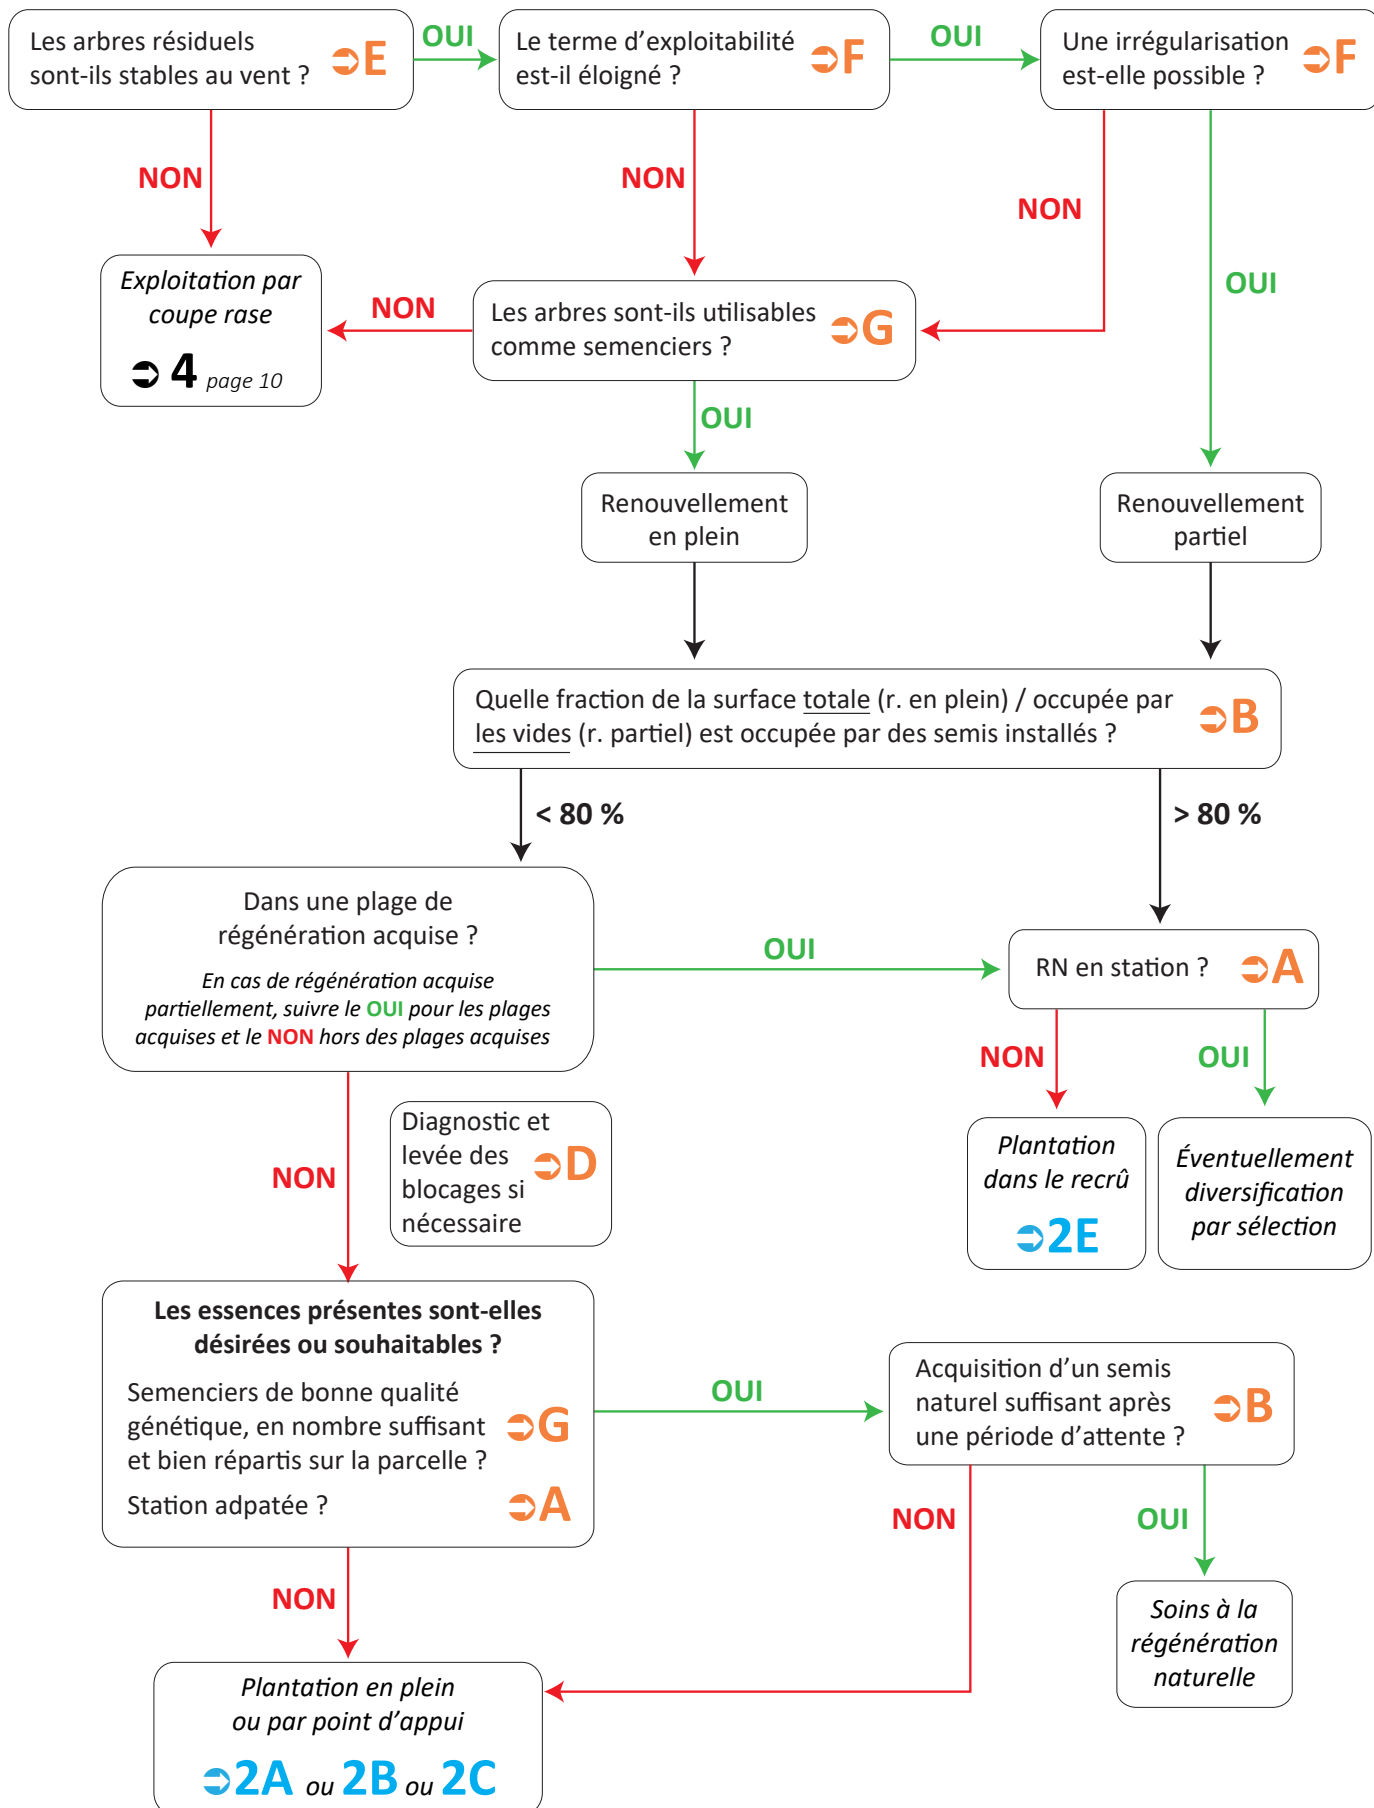 Les arbres résiduels
sont-ils stables au vent ?
➲E
OUI
Le terme d’exploitabilité
est-il éloigné ?
➲F
OUI
Une irrégularisation
est-elle possible ?
➲F
NON
NON
NON
OUI
Exploitation par
coupe rase
➲ 4 page 10
NON
Les arbres sont-ils utilisables
comme semenciers ?
➲G
OUI
Renouvellement
en plein
Renouvellement
partiel
Quelle fraction de la surface totale (r. en plein) / occupée par
les vides (r. partiel) est occupée par des semis installés ?
➲B
< 80 %
> 80 %
Dans une plage de
régénération acquise ?
En cas de régénération acquise
partiellement, suivre le OUI pour les plages
acquises et le NON hors des plages acquises
OUI
RN en station ?
➲A
NON
OUI
NON
Diagnostic et
levée des
blocages si
nécessaire
➲D
Plantation
dans le recrû
➲2E
Éventuellement
diversification
par sélection
Les essences présentes sont-elles
désirées ou souhaitables ?
Semenciers de bonne qualité
génétique, en nombre suffisant
et bien répartis sur la parcelle ?
➲G
Station adpatée ?
➲A
OUI
Acquisition d’un semis
naturel suffisant après
une période d’attente ?
➲B
NON
OUI
NON
Soins à la
régénération
naturelle
Plantation en plein
ou par point d’appui
➲2A ou 2B ou 2C